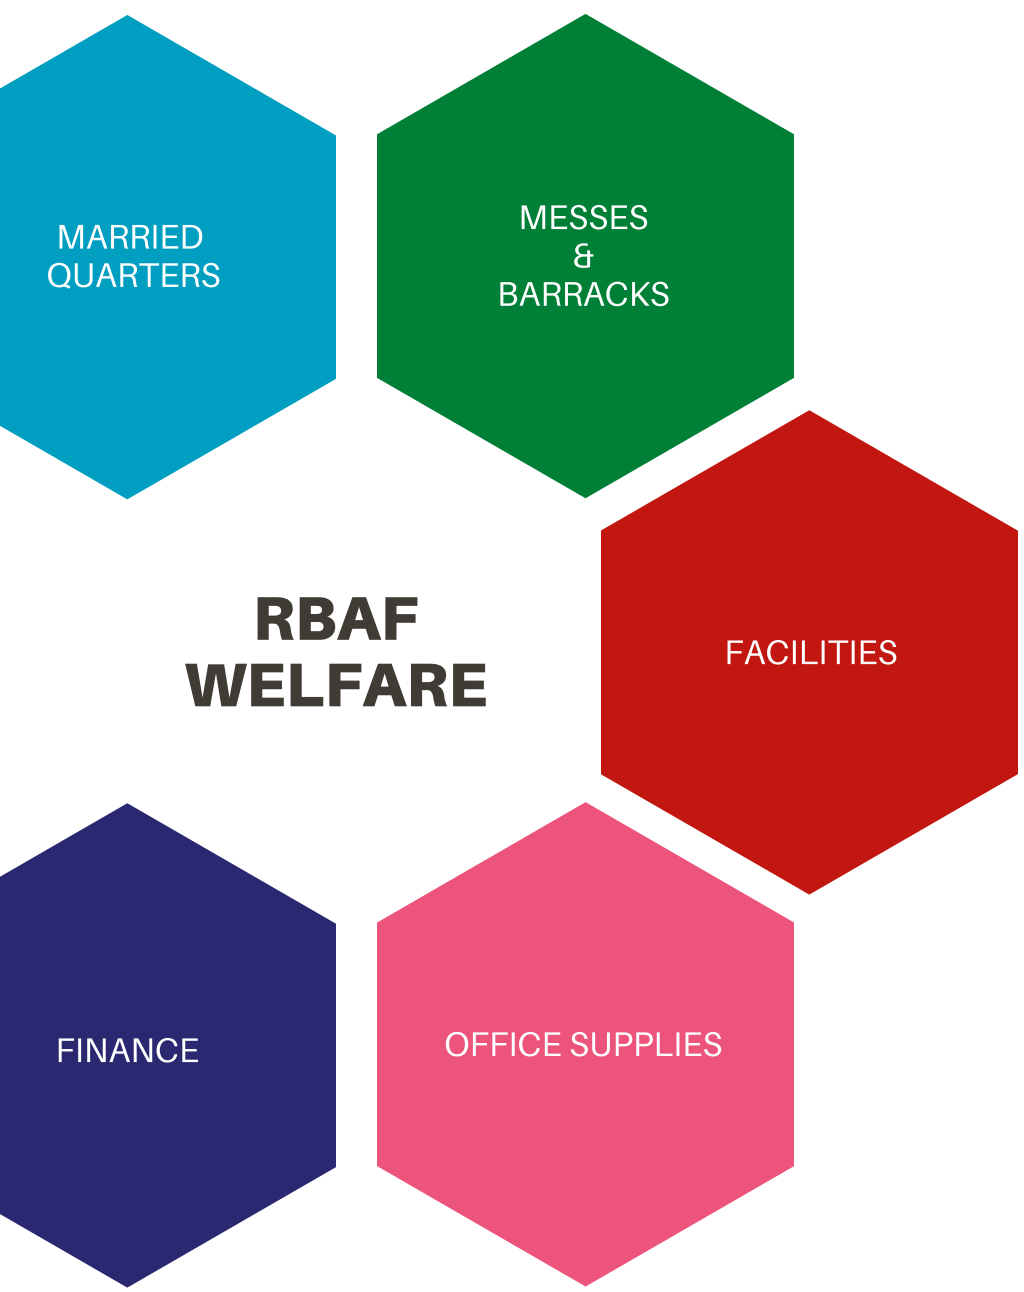 MARRIED
QUARTERS
MESSES
&
BARRACKS
RBAF
WELFARE
FACILITIES
FINANCE
OFFICE SUPPLIES